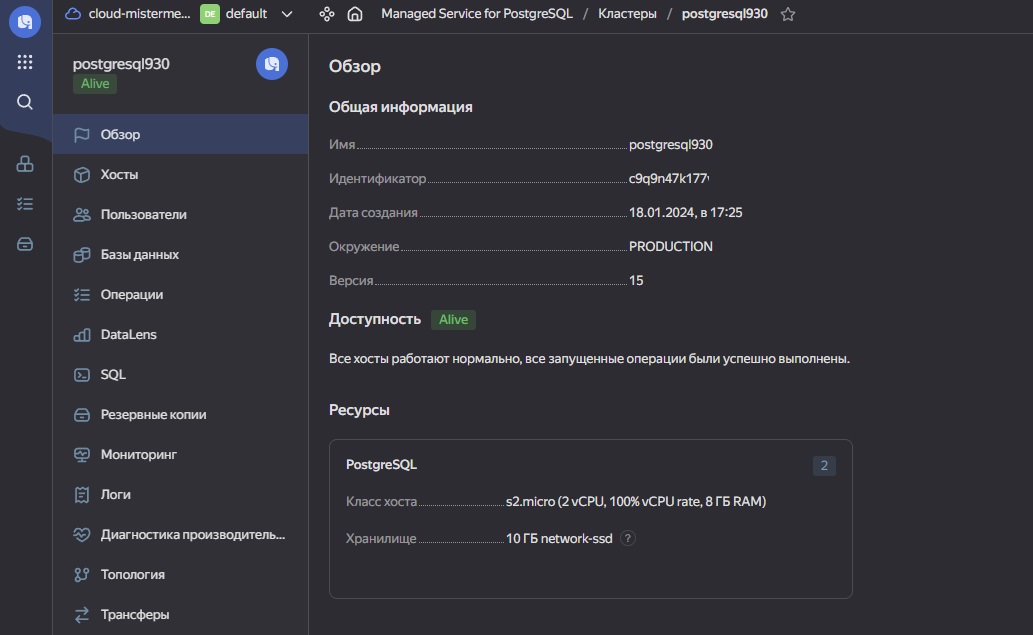 cloud-misterme... DE default Managed Service for PostgreSQL / Кластеры / postgresql930
postgresql930
Alive
Обзор
Хосты
Пользователи
Базы данных
Операции
DataLens
SQL
Резервные копии
Мониторинг
Логи
Диагностика производитель...
Топология
Трансферы
Обзор
Общая информация
Имя postgresql930
Идентификатор c9q9n47k177
Дата создания 18.01.2024, в 17:25
Окружение PRODUCTION
Версия 15
Доступность Alive
Все хосты работают нормально, все запущенные операции были успешно выполнены.
Ресурсы
PostgreSQL 2
Класс хоста s2.micro (2 vCPU, 100% vCPU rate, 8 ГБ RAM)
Хранилище 10 ГБ network-ssd ?